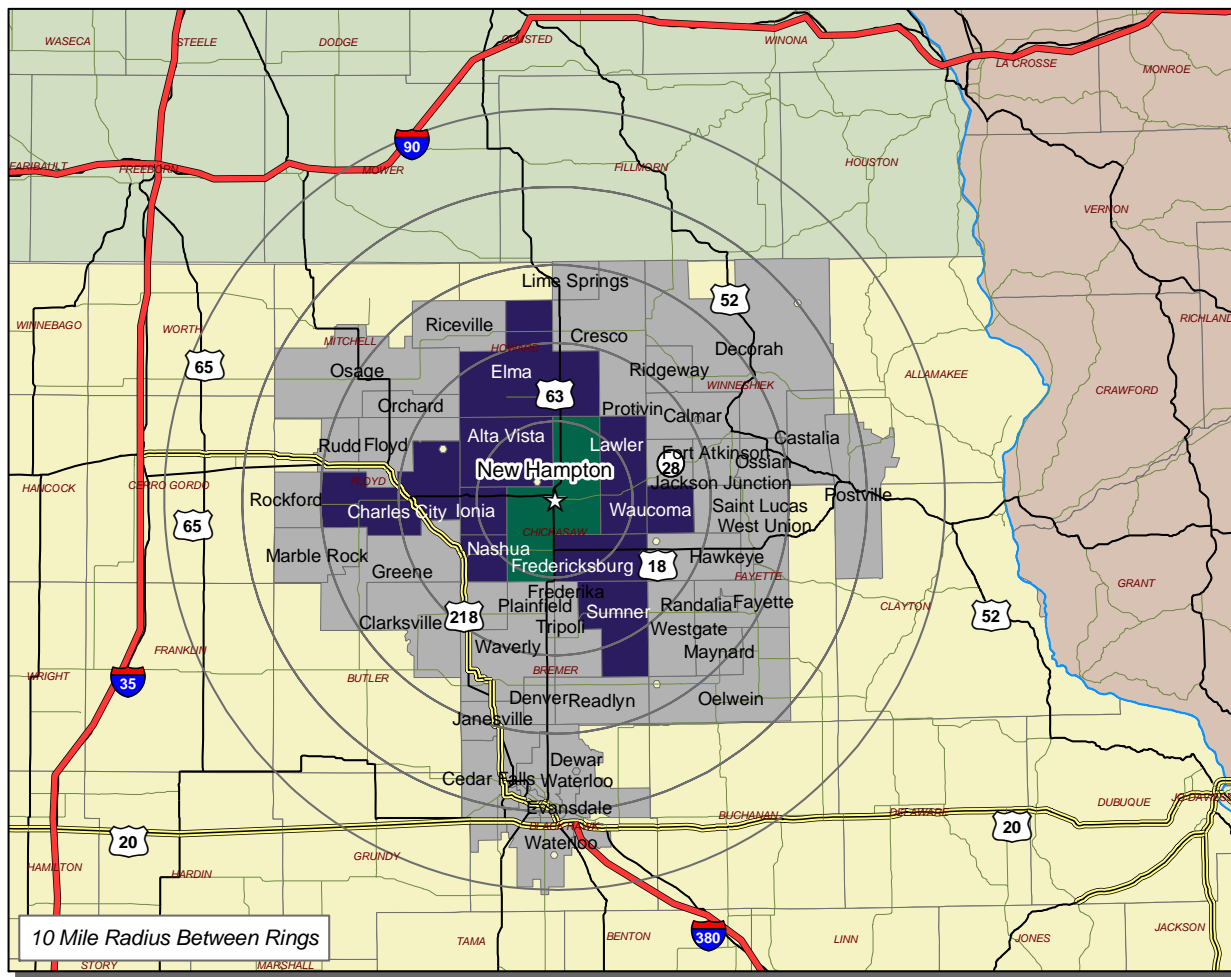 WASECA
STEELE
DODGE
OLMSTED
WINONA
LA CROSSE
MONROE
90
FARIBAULT
FREEBORN
MOWER
FILLMORN
HOUSTON
VERNON
Lime Springs
52
WINNEBAGO
WORTH
Riceville
RICHLAND
MITCHELL
HOWARD
Cresco
Decorah
65
Osage
Elma
Ridgeway
WINNESHIEK
ALLAMAKEE
CRAWFORD
63
Orchard
Protivin
Calmar
Rudd
Floyd
Alta Vista
Lawler
Castalia
Fort Atkinson
New Hampton
28
Ossian
HANCOCK
CERRO GORDO
FLOYD
Jackson Junction
Rockford
Postville
Charles City
Ionia
Waucoma
Saint Lucas
65
CHICKASAW
West Union
Marble Rock
Nashua
Hawkeye
Greene
Fredericksburg
18
FAYETTE
GRANT
Frederika
Plainfield
Sumner
Randalia
Fayette
CLAYTON
218
52
Clarksville
Tripoli
Westgate
Waverly
Maynard
FRANKLIN
WRIGHT
BUTLER
BREMER
35
Denver
Readlyn
Oelwein
Janesville
Dewar
Cedar Falls
Waterloo
Evansdale
BUCHANAN
DELAWARE
DUBUQUE
JO DAVIESS
BLACK HAWK
20
20
Waterloo
GRUNDY
HAMILTON
HARDIN
10 Mile Radius Between Rings
TAMA
BENTON
380
LINN
JONES
JACKSON
STORY
MARSHALL